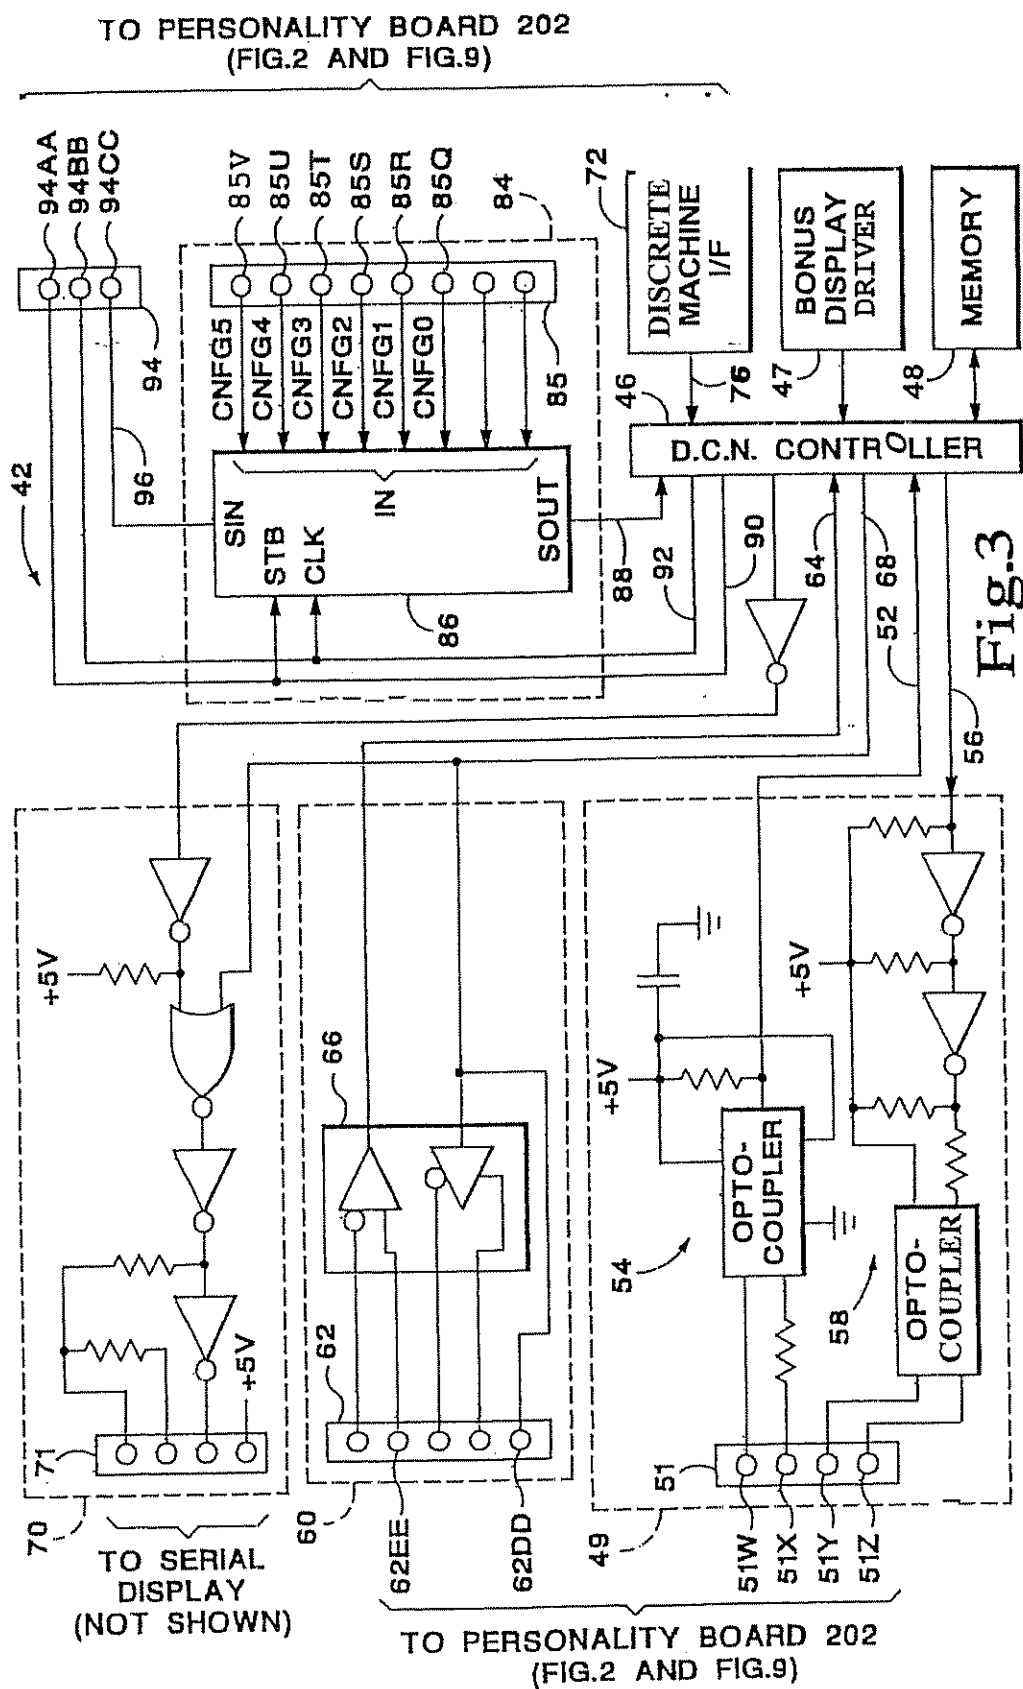 TO PERSONALITY BOARD 202
(FIG.2 AND FIG.9)
94AA
94BB
94CC
94
96
42
85V
85U
85T
85S
85R
85Q
84
CNFG5
CNFG4
CNFG3
CNFG2
CNFG1
CNFG0
85
SIN
STB
CLK
IN
SOUT
86
88
72
DISCRETE
MACHINE
I/F
76
BONUS
DISPLAY
DRIVER
47
MEMORY
48
46
D.C.N. CONTROLLER
92
90
64
68
52
56
Fig.3
+5V
+5V
71
70
TO SERIAL
DISPLAY
(NOT SHOWN)
66
62
60
62EE
62DD
+5V
+5V
OPTO-
COUPLER
54
OPTO-
COUPLER
58
51
49
51W
51X
51Y
51Z
TO PERSONALITY BOARD 202
(FIG.2 AND FIG.9)